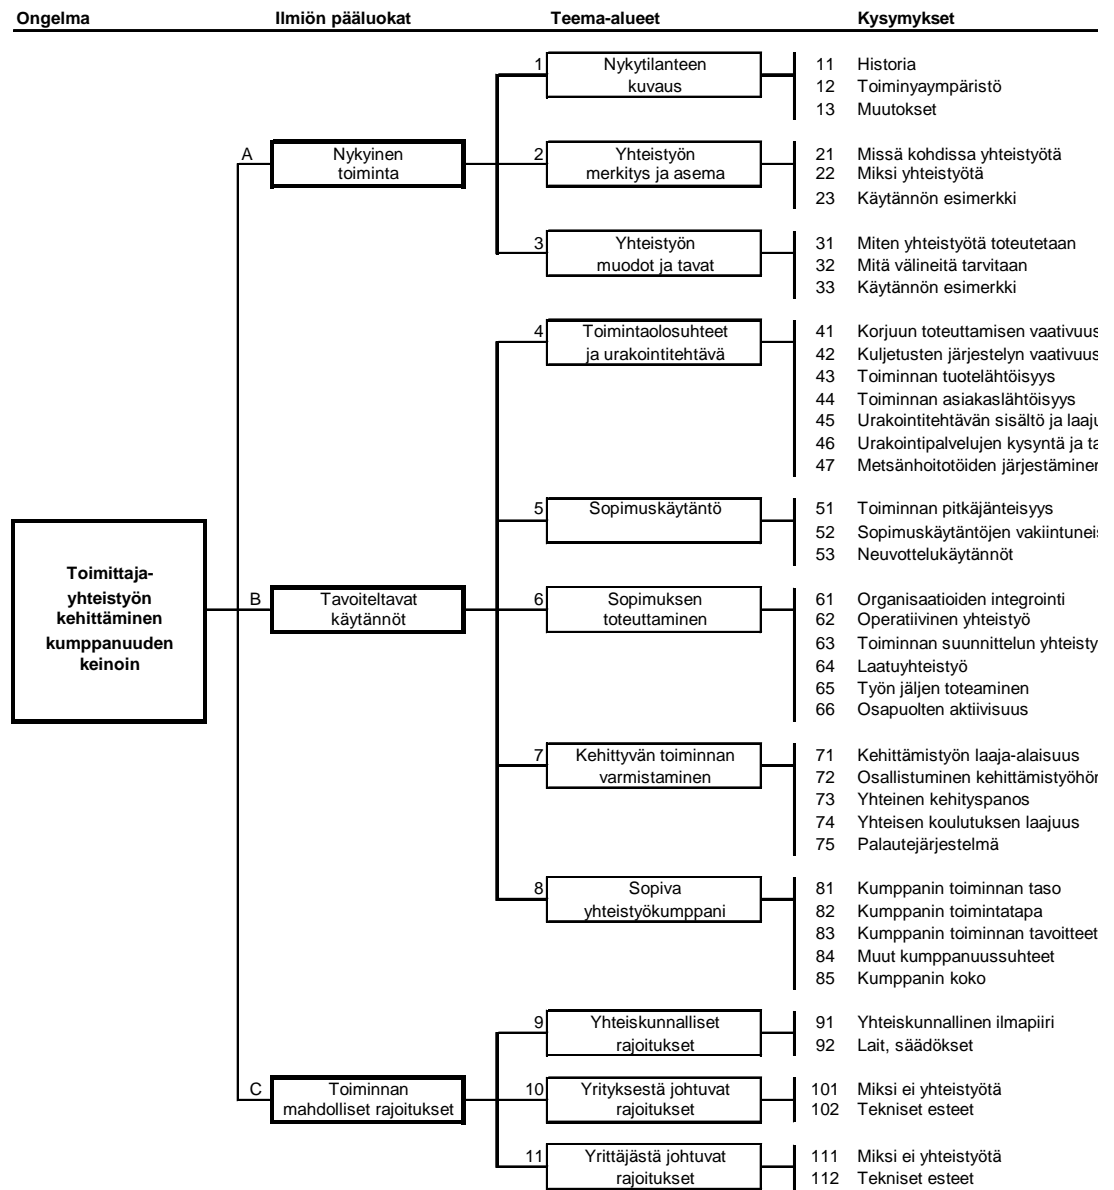 Ongelma Ilmiön pääluokat Teema-alueet Kysymykset
1 Nykytilanteen kuvaus
11 Historia
12 Toiminyaympäristö
13 Muutokset
A Nykyinen toiminta
2 Yhteistyön merkitys ja asema
21 Missä kohdissa yhteistyötä
22 Miksi yhteistyötä
23 Käytännön esimerkki
3 Yhteistyön muodot ja tavat
31 Miten yhteistyötä toteutetaan
32 Mitä välineitä tarvitaan
33 Käytännön esimerkki
4 Toimintaolosuhteet ja urakointitehtävä
41 Korjuun toteuttamisen vaativuus
42 Kuljetusten järjestelyn vaativuus
43 Toiminnan tuotelähtöisyys
44 Toiminnan asiakaslähtöisyys
45 Urakointitehtävän sisältö ja laaju
46 Urakointipalvelujen kysyntä ja ta
47 Metsänhoitotöiden järjestäminen
5 Sopimuskäytäntö
51 Toiminnan pitkäjänteisyys
52 Sopimuskäytäntöjen vakiintuneis
53 Neuvottelukäytännöt
Toimittaja-
yhteistyön
kehittäminen
kumppanuuden
keinoin
B Tavoiteltavat käytännöt
6 Sopimuksen toteuttaminen
61 Organisaatioiden integrointi
62 Operatiivinen yhteistyö
63 Toiminnan suunnittelun yhteisty
64 Laatuyhteistyö
65 Työn jäljen toteaminen
66 Osapuolten aktiivisuus
7 Kehittyvän toiminnan varmistaminen
71 Kehittämistyön laaja-alaisuus
72 Osallistuminen kehittämistyöhön
73 Yhteinen kehityspanos
74 Yhteisen koulutuksen laajuus
75 Palautejärjestelmä
8 Sopiva yhteistyökumppani
81 Kumppanin toiminnan taso
82 Kumppanin toimintatapa
83 Kumppanin toiminnan tavoitteet
84 Muut kumppanuussuhteet
85 Kumppanin koko
9 Yhteiskunnalliset rajoitukset
91 Yhteiskunnallinen ilmapiiri
92 Lait, säädökset
C Toiminnan mahdolliset rajoitukset
10 Yrityksestä johtuvat rajoitukset
101 Miksi ei yhteistyötä
102 Tekniset esteet
11 Yrittäjästä johtuvat rajoitukset
111 Miksi ei yhteistyötä
112 Tekniset esteet